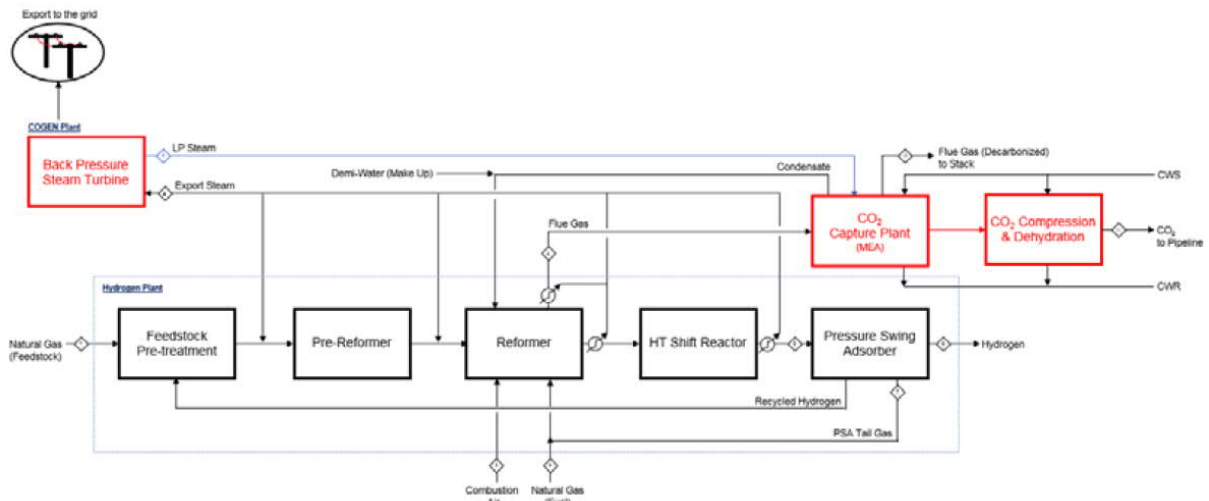 Export to the grid
COGEN Plant
Back Pressure
Steam Turbine
LP Steam
Export Steam
Demi-Water (Make Up)
Condensate
Flue Gas (Decarbonized)
to Stack
CWS
Flue Gas
CO2
Capture Plant
(MEA)
CO2 Compression
& Dehydration
CO2
to Pipeline
CWR
Hydrogen Plant
Natural Gas
(Feedstock)
Feedstock
Pre-treatment
Pre-Reformer
Reformer
HT Shift Reactor
Pressure Swing
Adsorber
Hydrogen
Recycled Hydrogen
PSA Tail Gas
Combustion
Natural Gas